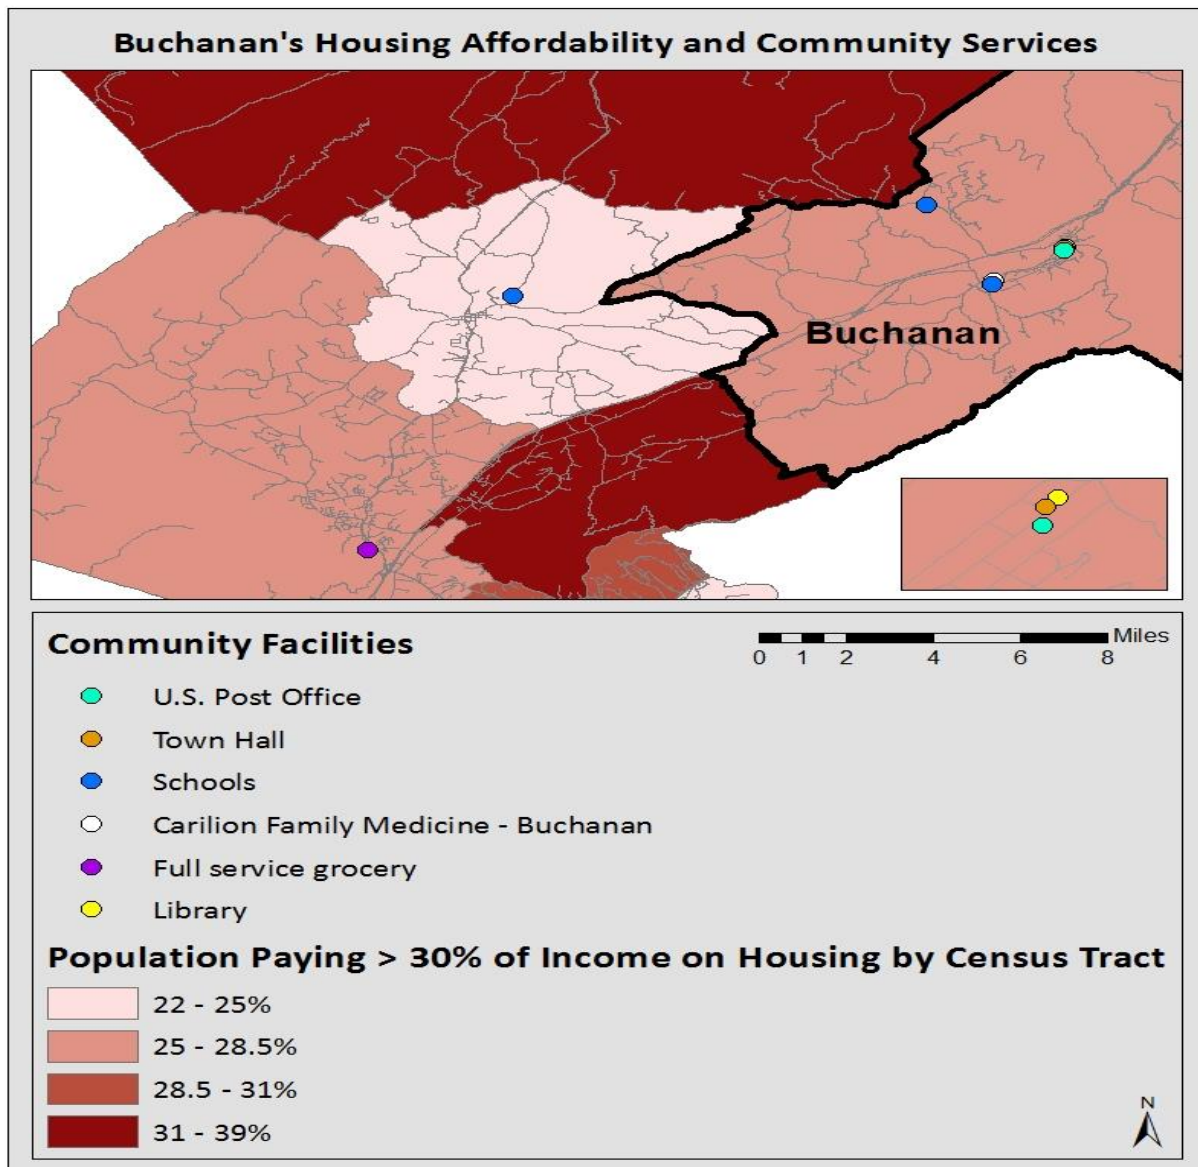 Buchanan's Housing Affordability and Community Services
Buchanan
Community Facilities
Miles
0 1 2 4 6 8
U.S. Post Office
Town Hall
Schools
Carilion Family Medicine - Buchanan
Full service grocery
Library
Population Paying > 30% of Income on Housing by Census Tract
22 - 25%
25 - 28.5%
28.5 - 31%
31 - 39%
N